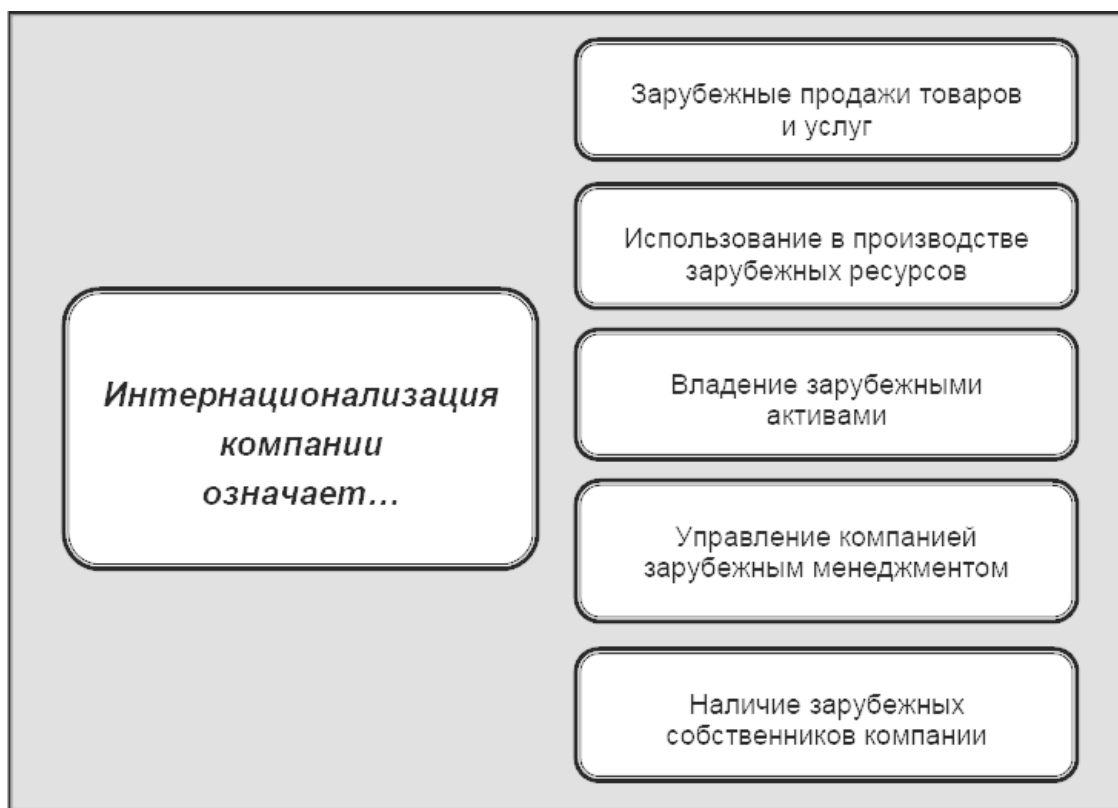 Интернационализация
компании
означает...
Зарубежные продажи товаров
и услуг
Использование в производстве
зарубежных ресурсов
Владение зарубежными
активами
Управление компанией
зарубежным менеджментом
Наличие зарубежных
собственников компании